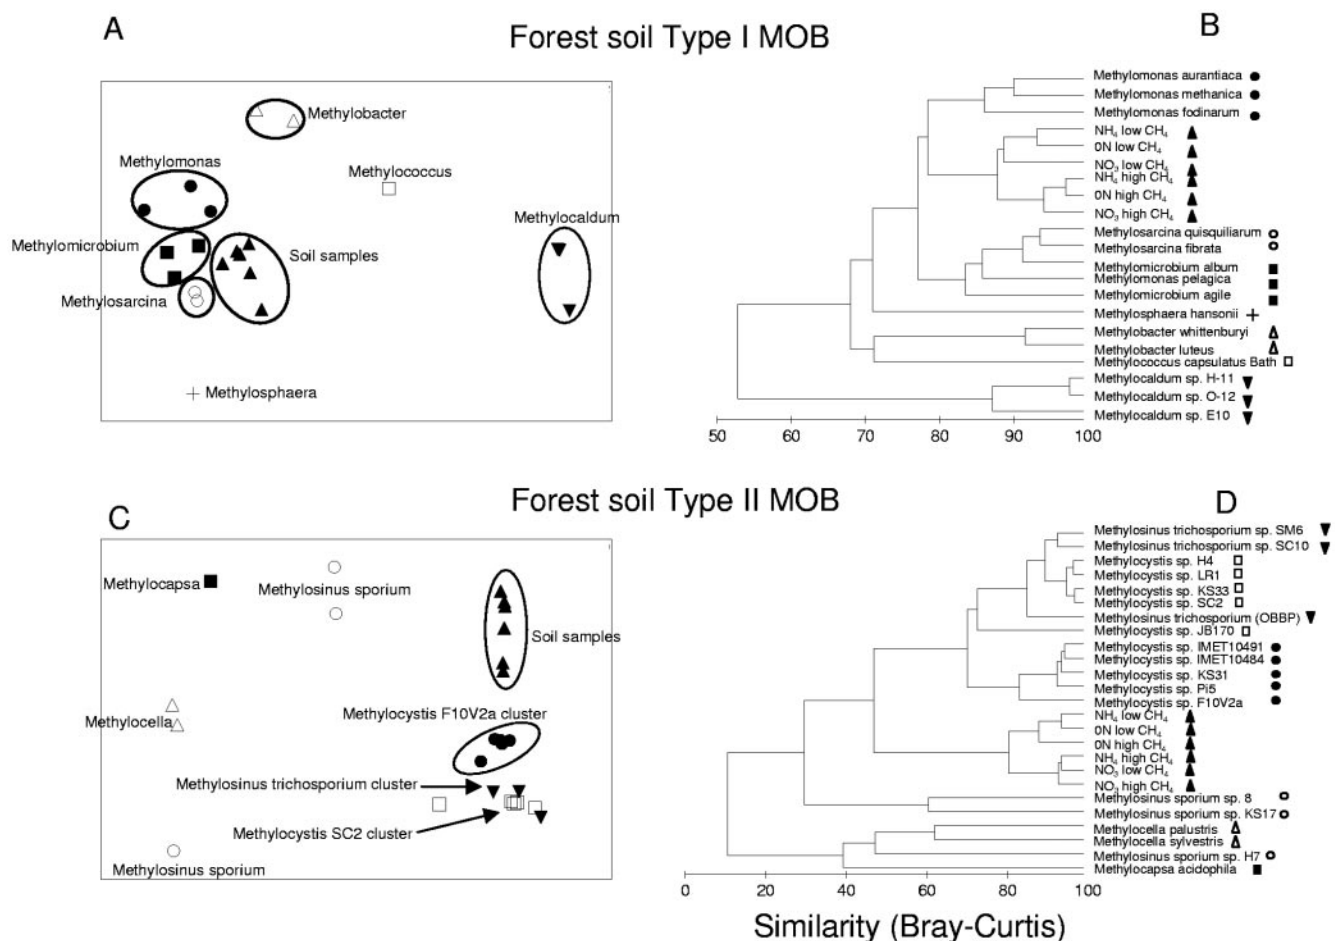 A
Forest soil Type I MOB
B
Methylobacter
Methylomonas
Methylococcus
Methylocaldum
Methylomicrobium
Soil samples
Methylosarcina
Methylosphaera
Methylomonas aurantiaca
Methylomonas methanica
Methylomonas fodinarum
NH₄ low CH₄
0N low CH₄
NO₃ low CH₄
NH₄ high CH₄
0N high CH₄
NO₃ high CH₄
Methylosarcina quisquiliarum
Methylosarcina fibrata
Methylomicrobium album
Methylomonas pelagica
Methylomicrobium agile
Methylosphaera hansonii
Methylobacter whittenburyi
Methylobacter luteus
Methylococcus capsulatus Bath
Methylocaldum sp. H-11
Methylocaldum sp. O-12
Methylocaldum sp. E10
50 60 70 80 90 100
Forest soil Type II MOB
C
D
Methylocapsa
Methylosinus sporium
Soil samples
Methylocella
Methylocystis F10V2a cluster
Methylosinus trichosporium cluster
Methylocystis SC2 cluster
Methylosinus sporium
Methylosinus trichosporium sp. SM6
Methylosinus trichosporium sp. SC10
Methylocystis sp. H4
Methylocystis sp. LR1
Methylocystis sp. KS33
Methylocystis sp. SC2
Methylosinus trichosporium (OBBP)
Methylocystis sp. JB170
Methylocystis sp. IMET10491
Methylocystis sp. IMET10484
Methylocystis sp. KS31
Methylocystis sp. Pi5
Methylocystis sp. F10V2a
NH₄ low CH₄
0N low CH₄
0N high CH₄
NH₄ high CH₄
NO₃ low CH₄
NO₃ high CH₄
Methylosinus sporium sp. 8
Methylosinus sporium sp. KS17
Methylocella palustris
Methylocella sylvestris
Methylosinus sporium sp. H7
Methylocapsa acidophila
0 20 40 60 80 100
Similarity (Bray-Curtis)